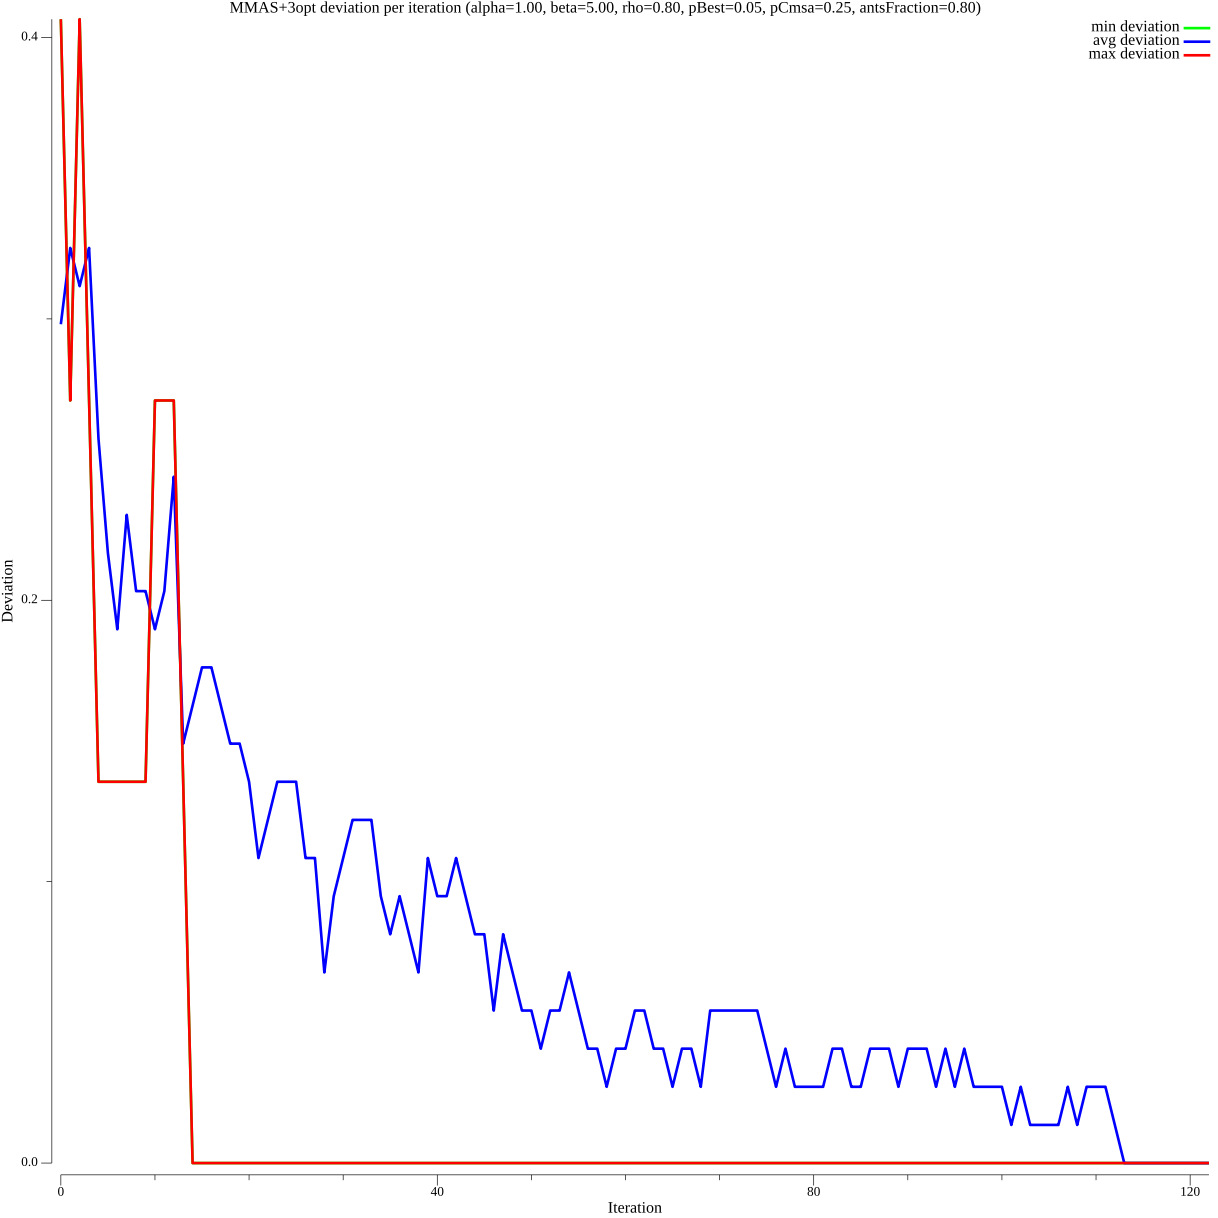 MMAS+3opt deviation per iteration (alpha=1.00, beta=5.00, rho=0.80, pBest=0.05, pCmsa=0.25, antsFraction=0.80)
min deviation
avg deviation
max deviation
0.4
0.2
0.0
Deviation
0 40 80 120
Iteration